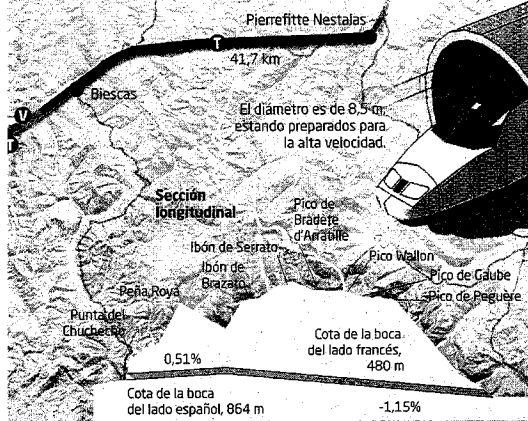 Pierrefitte Nestalas
T
41,7 km
Biescas
V
T
El diámetro es de 8,5 m,
estando preparados para
la alta velocidad.
Sección
longitudinal
Pico de
Bradete
d'Arratille
Ibón de Serrato
Pico Wallon
Ibón de
Brazato
Pico de Gaube
Peña Roya
Pico de Peguere
Punta del
Chuchecho
Cota de la boca
del lado francés,
480 m
0,51%
Cota de la boca
del lado español, 864 m
-1,15%